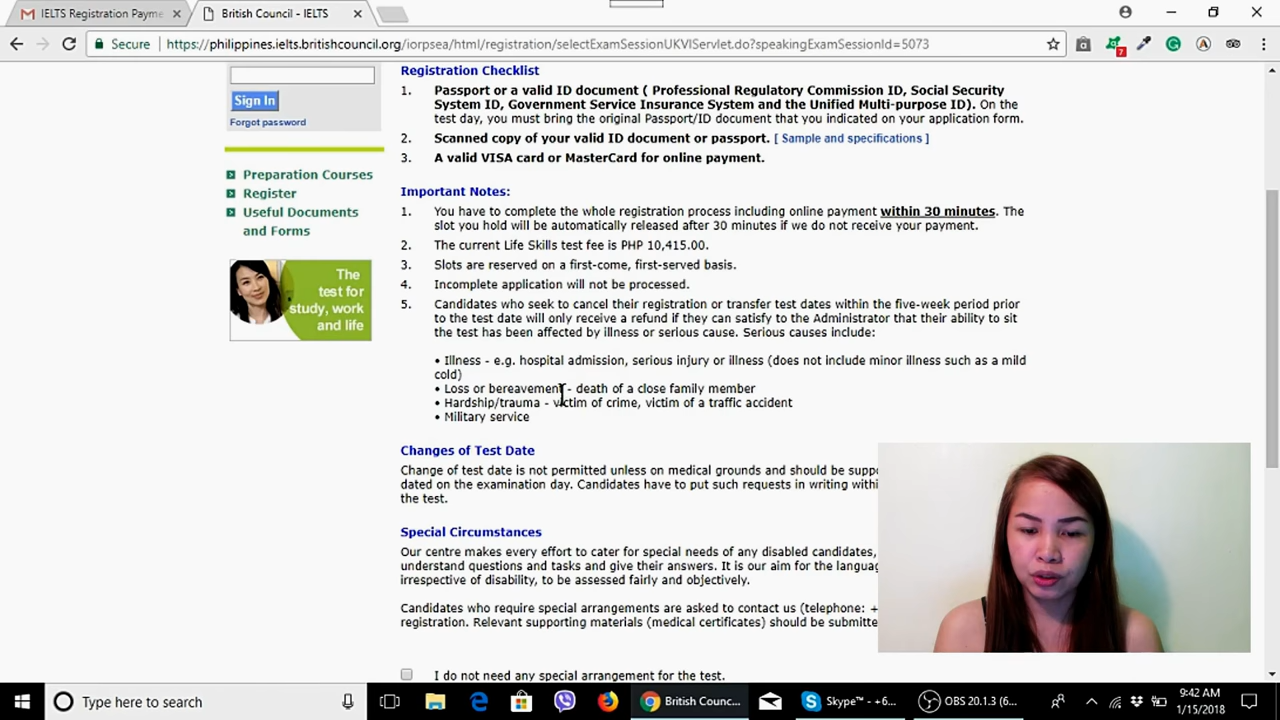 IELTS Registration Payme
British Council - IELTS
Secure
https://philippines.ielts.britishcouncil.org/iorpsea/html/registration/selectExamSessionUKVIServlet.do?speakingExamSessionId=5073
7
Sign In
Forgot password
Preparation Courses
Register
Useful Documents
and Forms
The
test for
study, work
and life
Registration Checklist
1. Passport or a valid ID document ( Professional Regulatory Commission ID, Social Security
System ID, Government Service Insurance System and the Unified Multi-purpose ID). On the
test day, you must bring the original Passport/ID document that you indicated on your application form.
2. Scanned copy of your valid ID document or passport. [ Sample and specifications ]
3. A valid VISA card or MasterCard for online payment.
Important Notes:
1. You have to complete the whole registration process including online payment within 30 minutes. The
slot you hold will be automatically released after 30 minutes if we do not receive your payment.
2. The current Life Skills test fee is PHP 10,415.00.
3. Slots are reserved on a first-come, first-served basis.
4. Incomplete application will not be processed.
5. Candidates who seek to cancel their registration or transfer test dates within the five-week period prior
to the test date will only receive a refund if they can satisfy to the Administrator that their ability to sit
the test has been affected by illness or serious cause. Serious causes include:
• Illness - e.g. hospital admission, serious injury or illness (does not include minor illness such as a mild
cold)
• Loss or bereavement - death of a close family member
• Hardship/trauma - victim of crime, victim of a traffic accident
• Military service
Changes of Test Date
Change of test date is not permitted unless on medical grounds and should be supp
dated on the examination day. Candidates have to put such requests in writing withi
the test.
Special Circumstances
Our centre makes every effort to cater for special needs of any disabled candidates,
understand questions and tasks and give their answers. It is our aim for the languag
irrespective of disability, to be assessed fairly and objectively.
Candidates who require special arrangements are asked to contact us (telephone: +
registration. Relevant supporting materials (medical certificates) should be submitte
I do not need any special arrangement for the test.
Type here to search
British Counc...
Skype™ - +6...
OBS 20.1.3 (6...
9:42 AM
1/15/2018